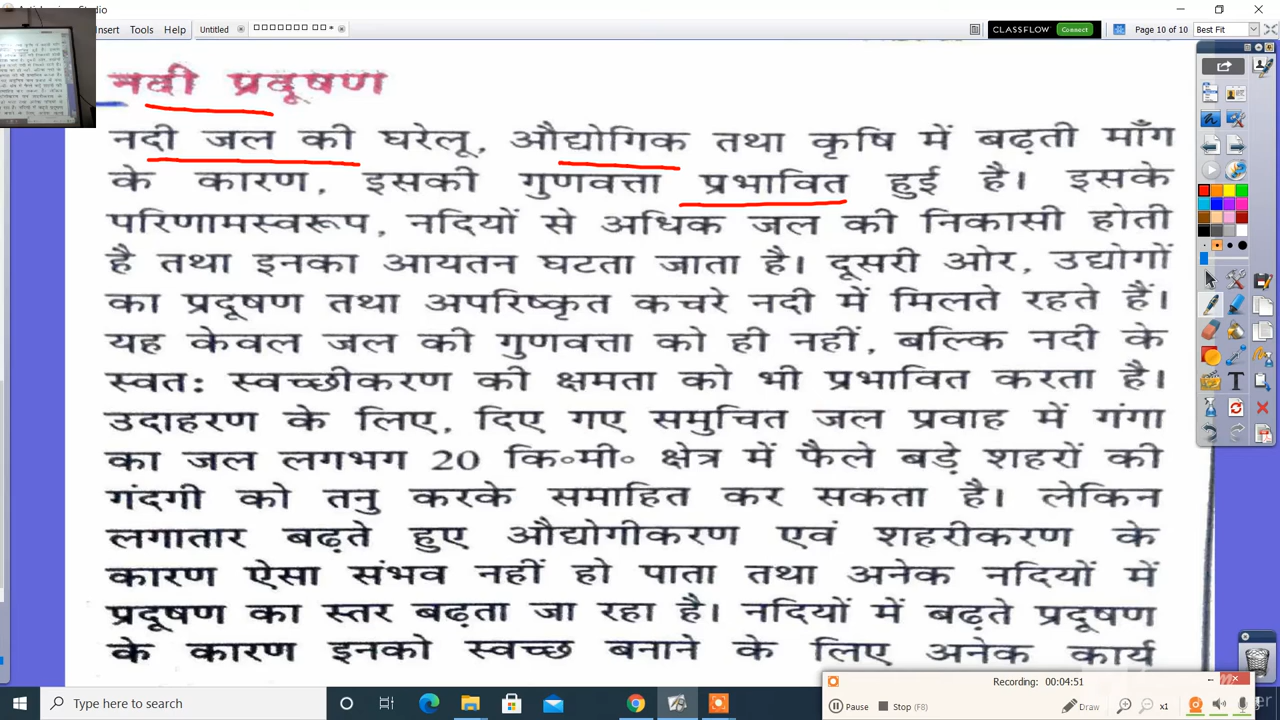 Insert Tools Help Untitled CLASSFLOW Connect Page 10 of 10 Best Fit
नदी प्रदूषण
नदी जल की घरेलू, औद्योगिक तथा कृषि में बढ़ती माँग
के कारण, इसकी गुणवत्ता प्रभावित हुई है। इसके
परिणामस्वरूप, नदियों से अधिक जल की निकासी होती
है तथा इनका आयतन घटता जाता है। दूसरी ओर, उद्योगों
का प्रदूषण तथा अपरिष्कृत कचरे नदी में मिलते रहते हैं।
यह केवल जल की गुणवत्ता को ही नहीं, बल्कि नदी के
स्वतः स्वच्छीकरण की क्षमता को भी प्रभावित करता है।
उदाहरण के लिए, दिए गए समुचित जल प्रवाह में गंगा
का जल लगभग 20 कि॰मी॰ क्षेत्र में फैले बड़े शहरों की
गंदगी को तनु करके समाहित कर सकता है। लेकिन
लगातार बढ़ते हुए औद्योगीकरण एवं शहरीकरण के
कारण ऐसा संभव नहीं हो पाता तथा अनेक नदियों में
प्रदूषण का स्तर बढ़ता जा रहा है। नदियों में बढ़ते प्रदूषण
के कारण इनको स्वच्छ बनाने के लिए अनेक कार्य
Recording: 00:04:51
Pause Stop (F8) x1 Draw
Type here to search